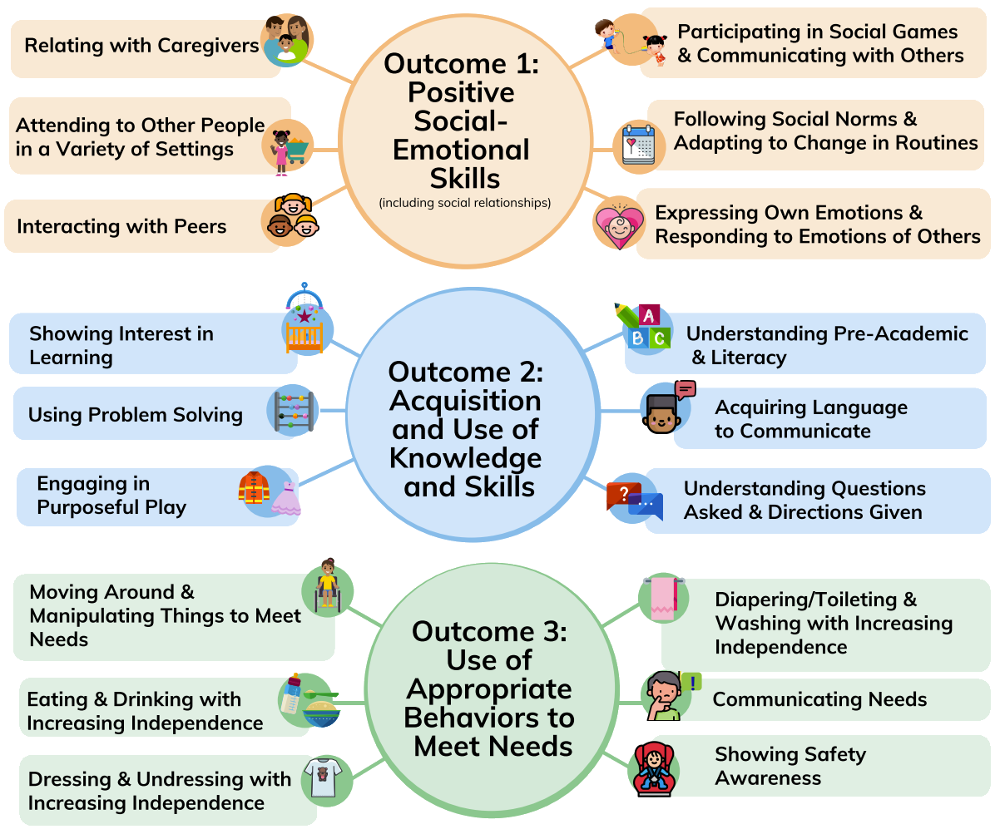 Outcome 1:
Positive
Social-
Emotional
Skills
(including social relationships)
Relating with Caregivers
Attending to Other People
in a Variety of Settings
Interacting with Peers
Participating in Social Games
& Communicating with Others
Following Social Norms &
Adapting to Change in Routines
Expressing Own Emotions &
Responding to Emotions of Others
Outcome 2:
Acquisition
and Use of
Knowledge
and Skills
Showing Interest in
Learning
Using Problem Solving
Engaging in
Purposeful Play
A
B C
Understanding Pre-Academic
& Literacy
Acquiring Language
to Communicate
? ...
Understanding Questions
Asked & Directions Given
Outcome 3:
Use of
Appropriate
Behaviors to
Meet Needs
Moving Around &
Manipulating Things to Meet
Needs
Eating & Drinking with
Increasing Independence
Dressing & Undressing with
Increasing Independence
Diapering/Toileting &
Washing with Increasing
Independence
!
Communicating Needs
Showing Safety
Awareness